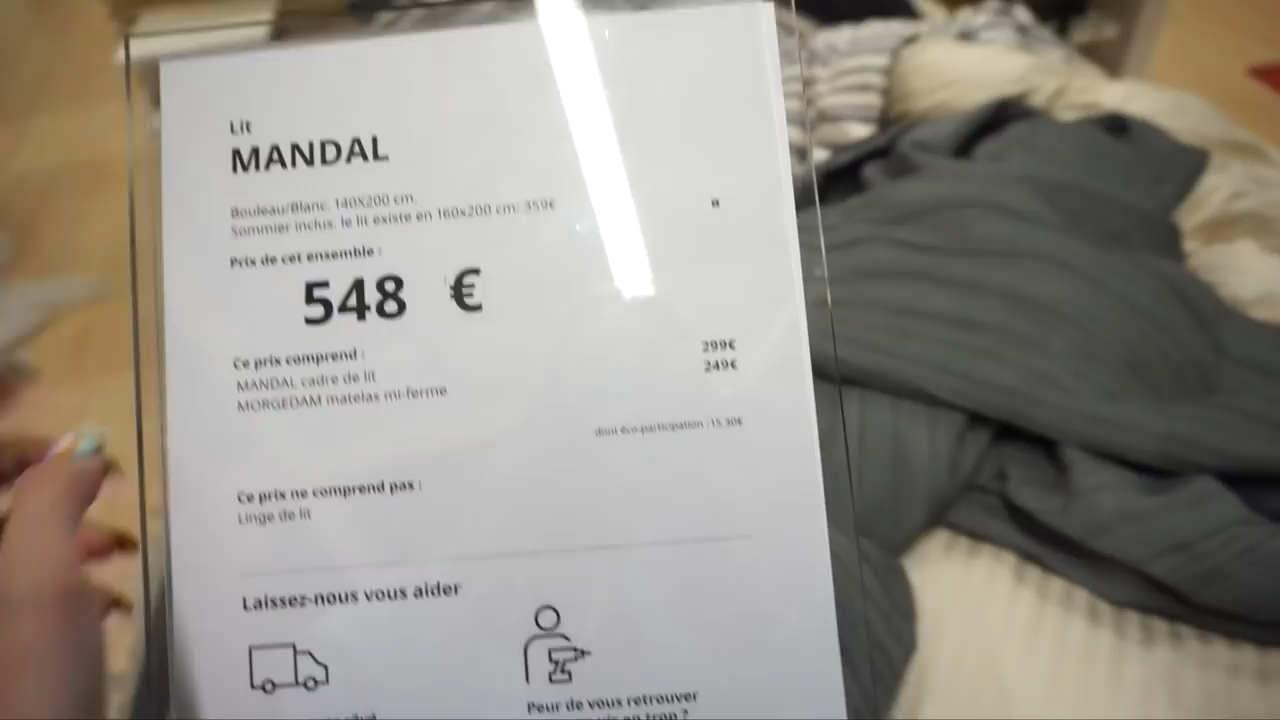 Lit
MANDAL
Bouleau/Blanc, 140X200 cm.
Sommier inclus. le lit existe en 160x200 cm: 359€
Prix de cet ensemble :
548 €
Ce prix comprend :
299€
MANDAL cadre de lit
249€
MORGEDAM matelas mi-ferme
dont éco-participation : 15.30€
Ce prix ne comprend pas :
Linge de lit
Laissez-nous vous aider
Peur de vous retrouver
en trop ?